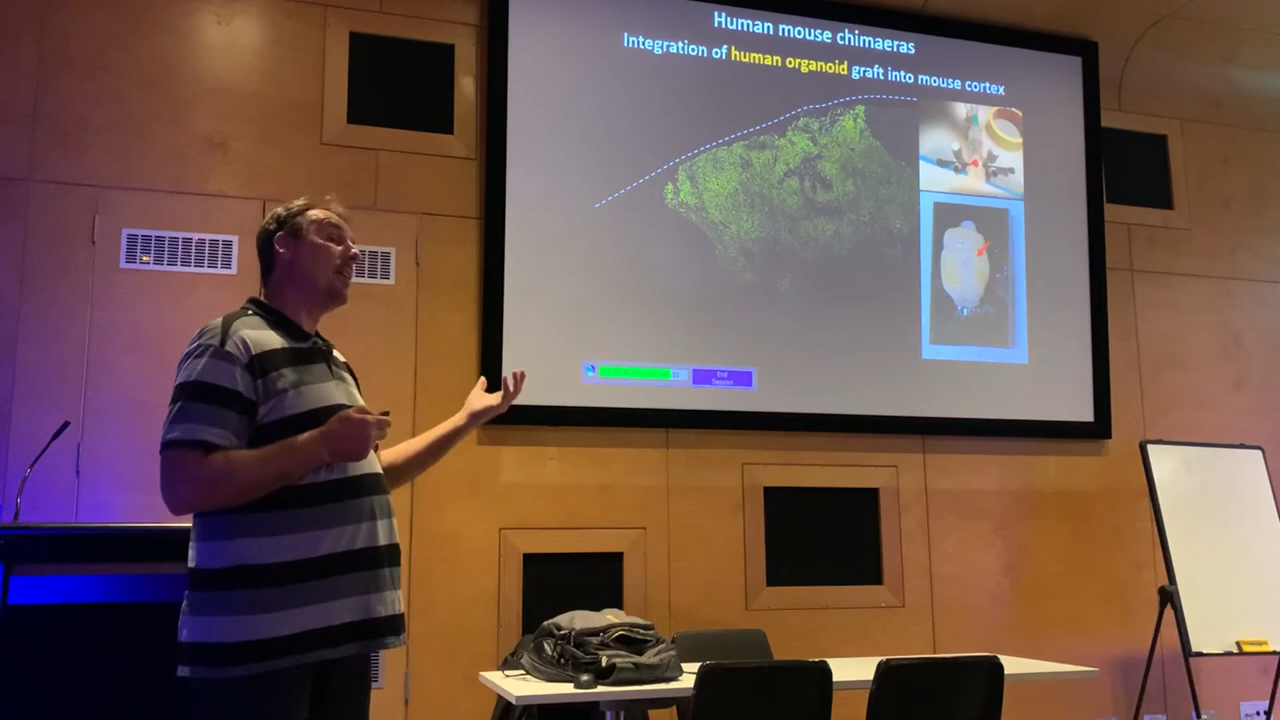 Human mouse chimaeras
Integration of human organoid graft into mouse cortex
End
Session